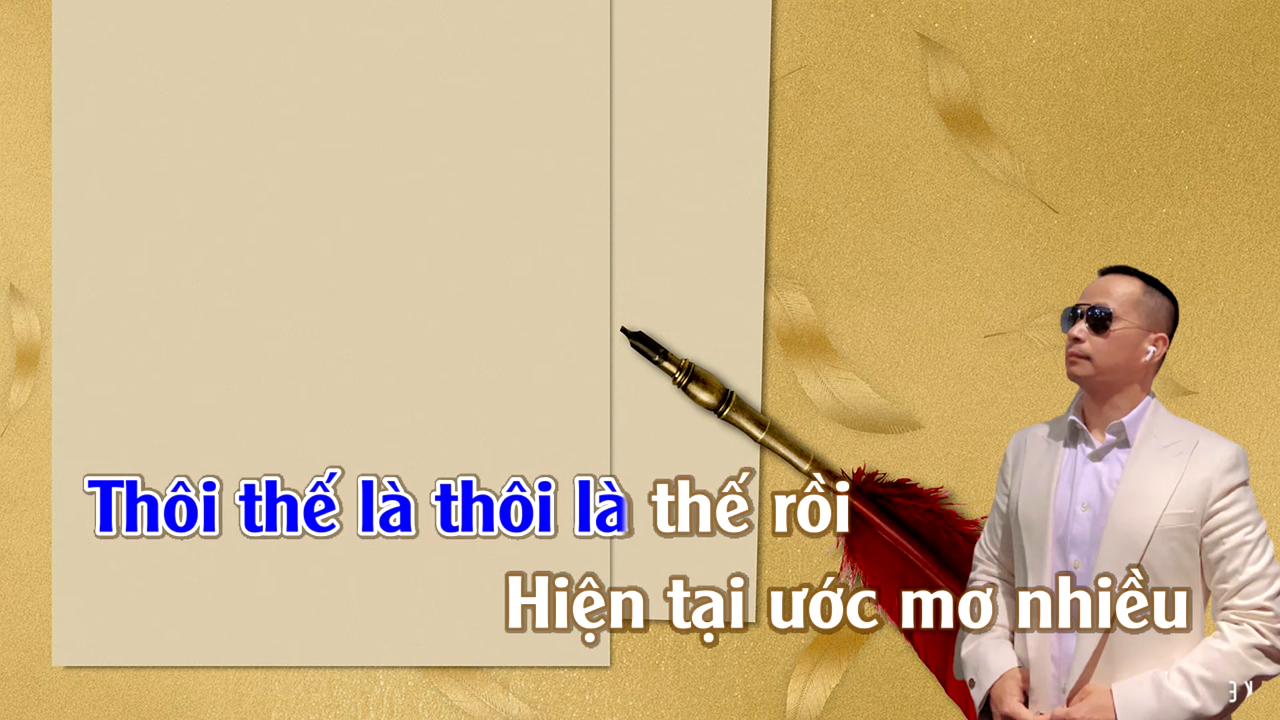 Thôi thế là thôi là thế rồi
Hiện tại ước mơ nhiều